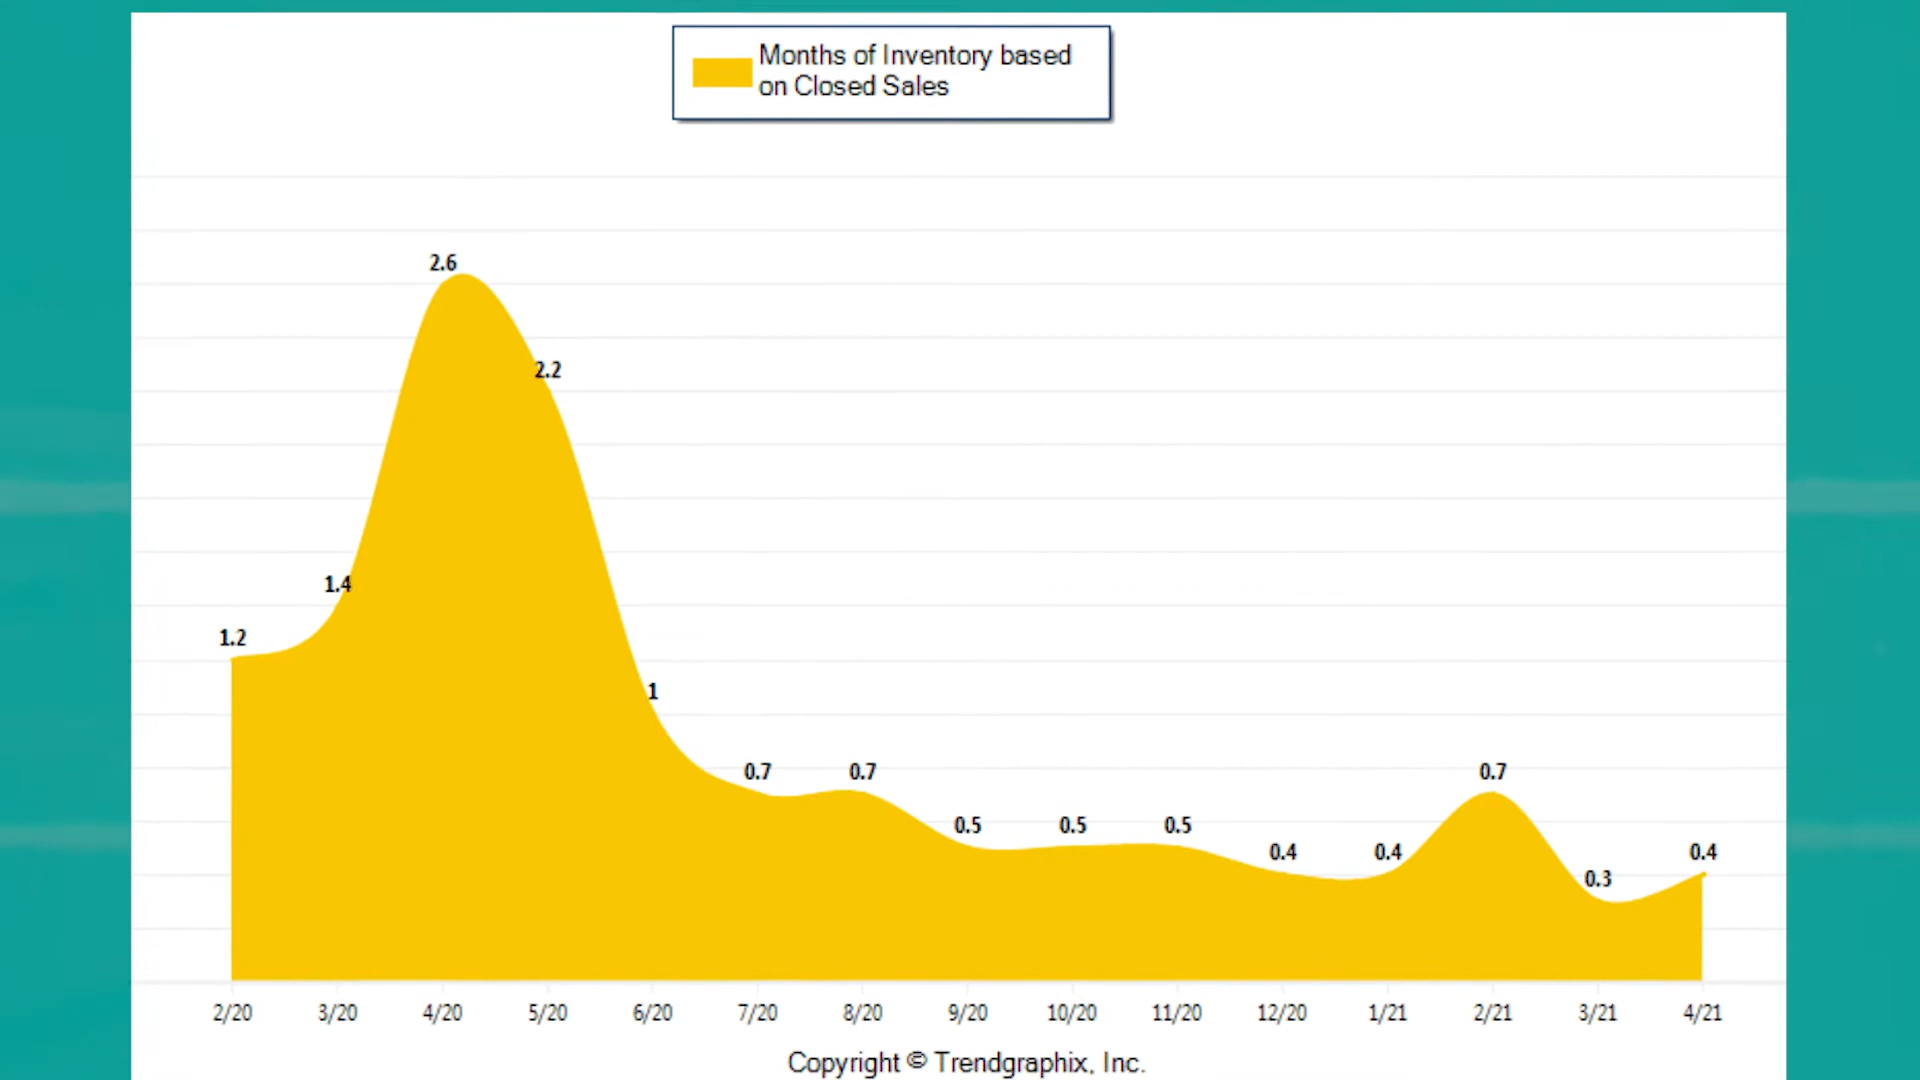 Months of Inventory based
on Closed Sales
2.6
2.2
1.4
1.2
1
0.7 0.7 0.7
0.5 0.5 0.5
0.4 0.4 0.4
0.3
2/20 3/20 4/20 5/20 6/20 7/20 8/20 9/20 10/20 11/20 12/20 1/21 2/21 3/21 4/21
Copyright © Trendgraphix, Inc.